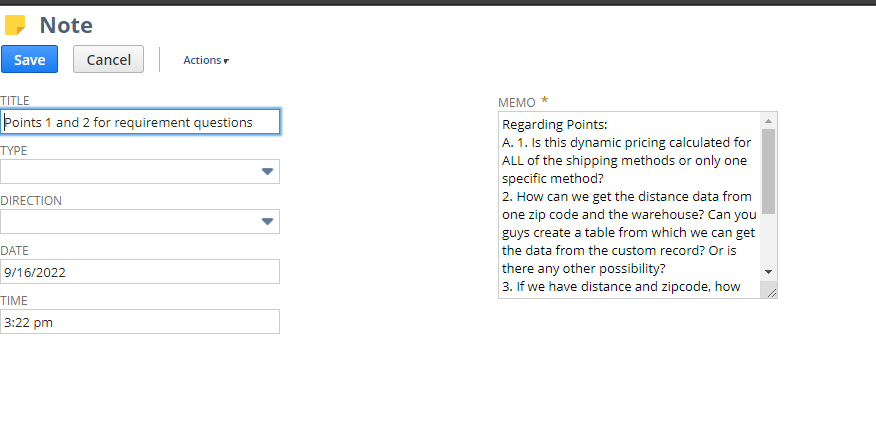 Note
Save
Cancel
Actions
TITLE
Points 1 and 2 for requirement questions
TYPE
DIRECTION
DATE
9/16/2022
TIME
3:22 pm
MEMO *
Regarding Points:
A. 1. Is this dynamic pricing calculated for
ALL of the shipping methods or only one
specific method?
2. How can we get the distance data from
one zip code and the warehouse? Can you
guys create a table from which we can get
the data from the custom record? Or is
there any other possibility?
3. If we have distance and zipcode, how